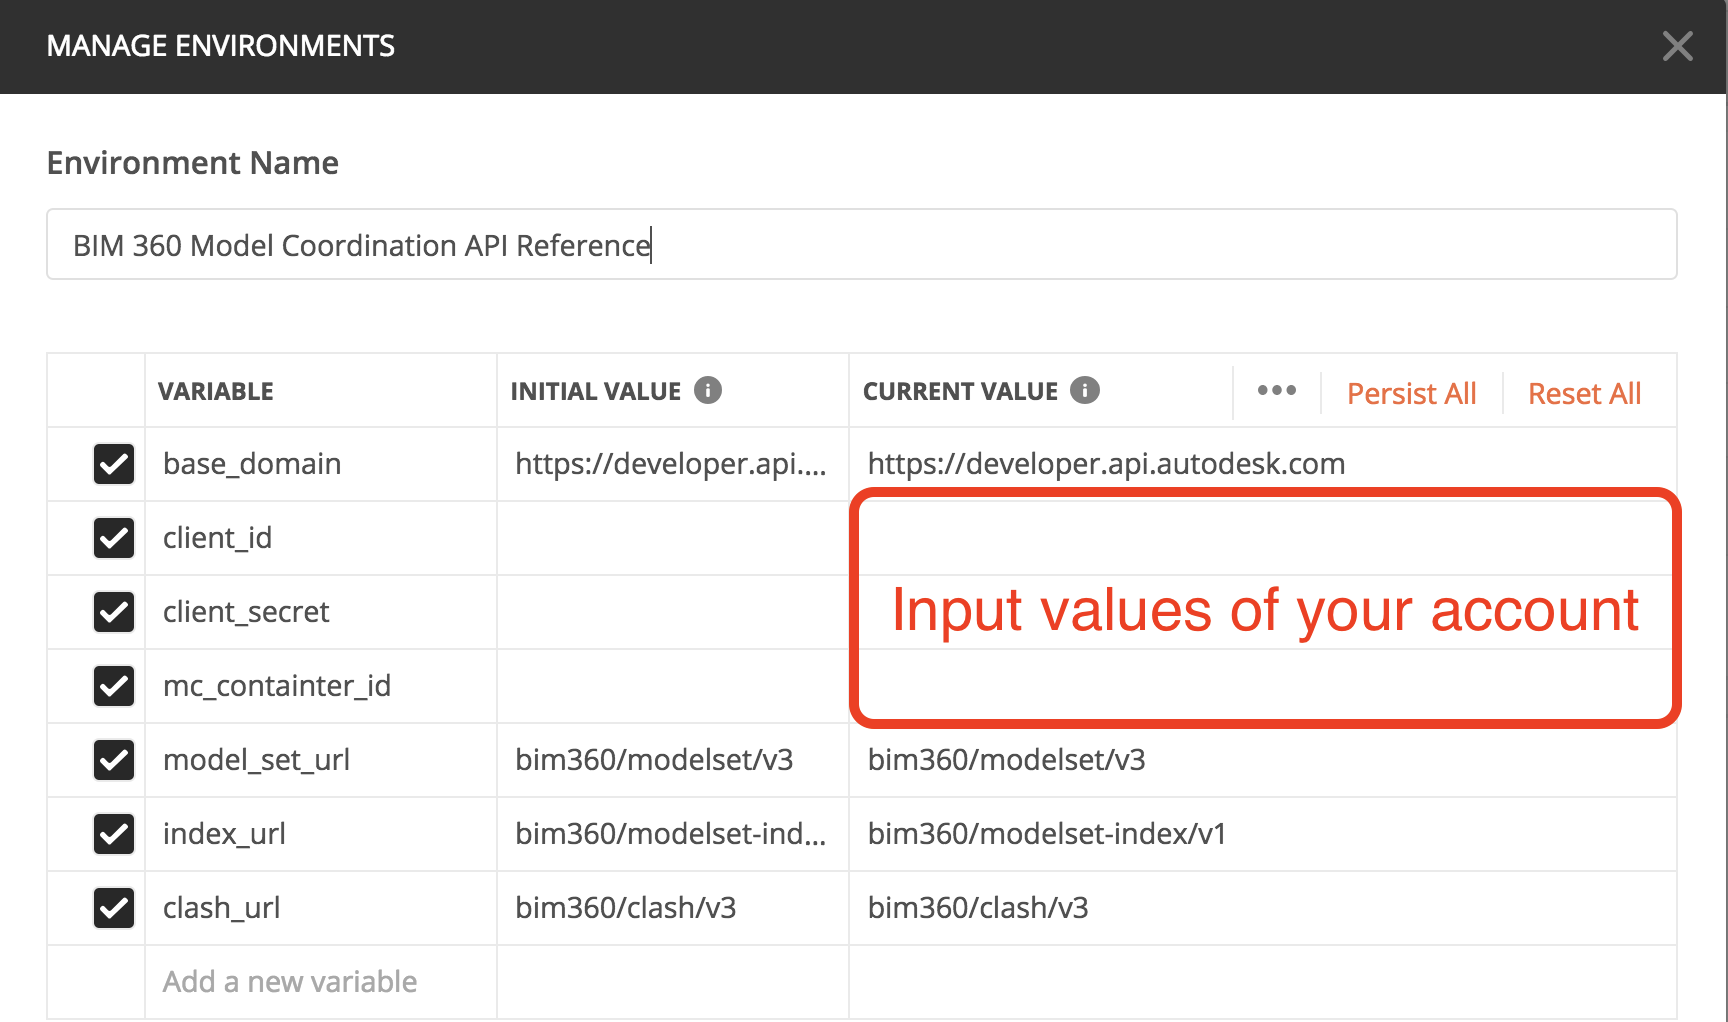 MANAGE ENVIRONMENTS
Environment Name
BIM 360 Model Coordination API Reference
VARIABLE INITIAL VALUE i CURRENT VALUE i ••• Persist All Reset All
base_domain https://developer.api.... https://developer.api.autodesk.com
client_id
client_secret Input values of your account
mc_containter_id
model_set_url bim360/modelset/v3 bim360/modelset/v3
index_url bim360/modelset-ind... bim360/modelset-index/v1
clash_url bim360/clash/v3 bim360/clash/v3
Add a new variable